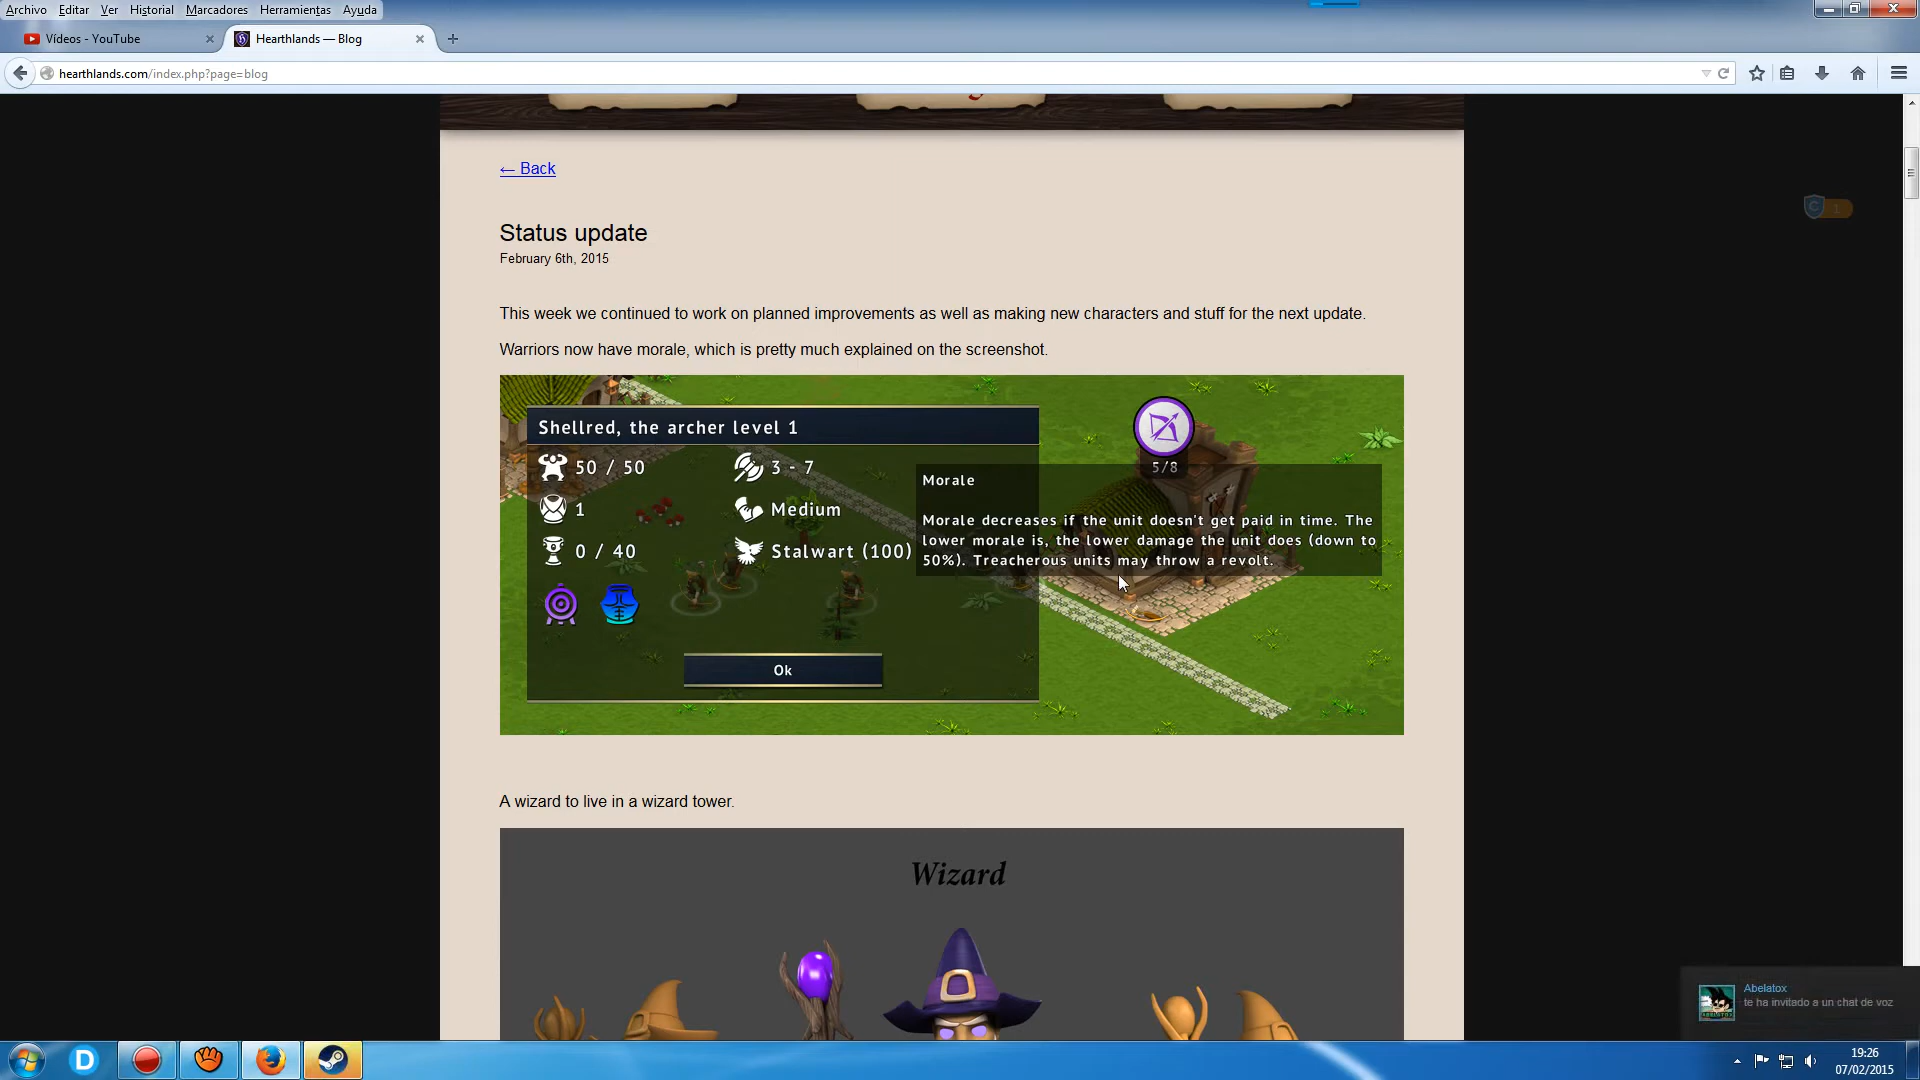 Archivo Editar Ver Historial Marcadores Herramientas Ayuda
Vídeos - YouTube
Hearthlands — Blog
hearthlands.com/index.php?page=blog
← Back
Status update
February 6th, 2015
This week we continued to work on planned improvements as well as making new characters and stuff for the next update.
Warriors now have morale, which is pretty much explained on the screenshot.
Shellred, the archer level 1
50 / 50
3 - 7
1
Medium
0 / 40
Stalwart (100)
Ok
5/8
Morale
Morale decreases if the unit doesn't get paid in time. The
lower morale is, the lower damage the unit does (down to
50%). Treacherous units may throw a revolt.
A wizard to live in a wizard tower.
Wizard
C 1
Abelatox
te ha invitado a un chat de voz
D
19:26
07/02/2015